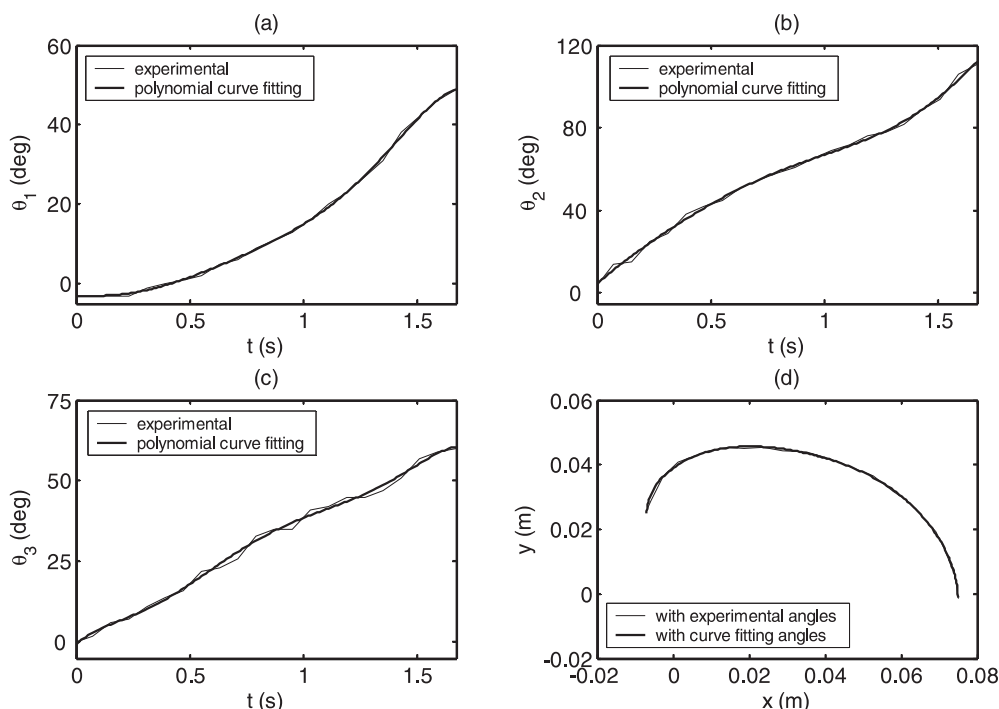 (a)
60
40
20
0
θ1 (deg)
experimental
polynomial curve fitting
0 0.5 1 1.5
t (s)
(b)
120
80
40
0
θ2 (deg)
experimental
polynomial curve fitting
0 0.5 1 1.5
t (s)
(c)
75
50
25
0
θ3 (deg)
experimental
polynomial curve fitting
0 0.5 1 1.5
t (s)
(d)
0.06
0.04
0.02
0
-0.02
y (m)
with experimental angles
with curve fitting angles
-0.02 0 0.02 0.04 0.06 0.08
x (m)